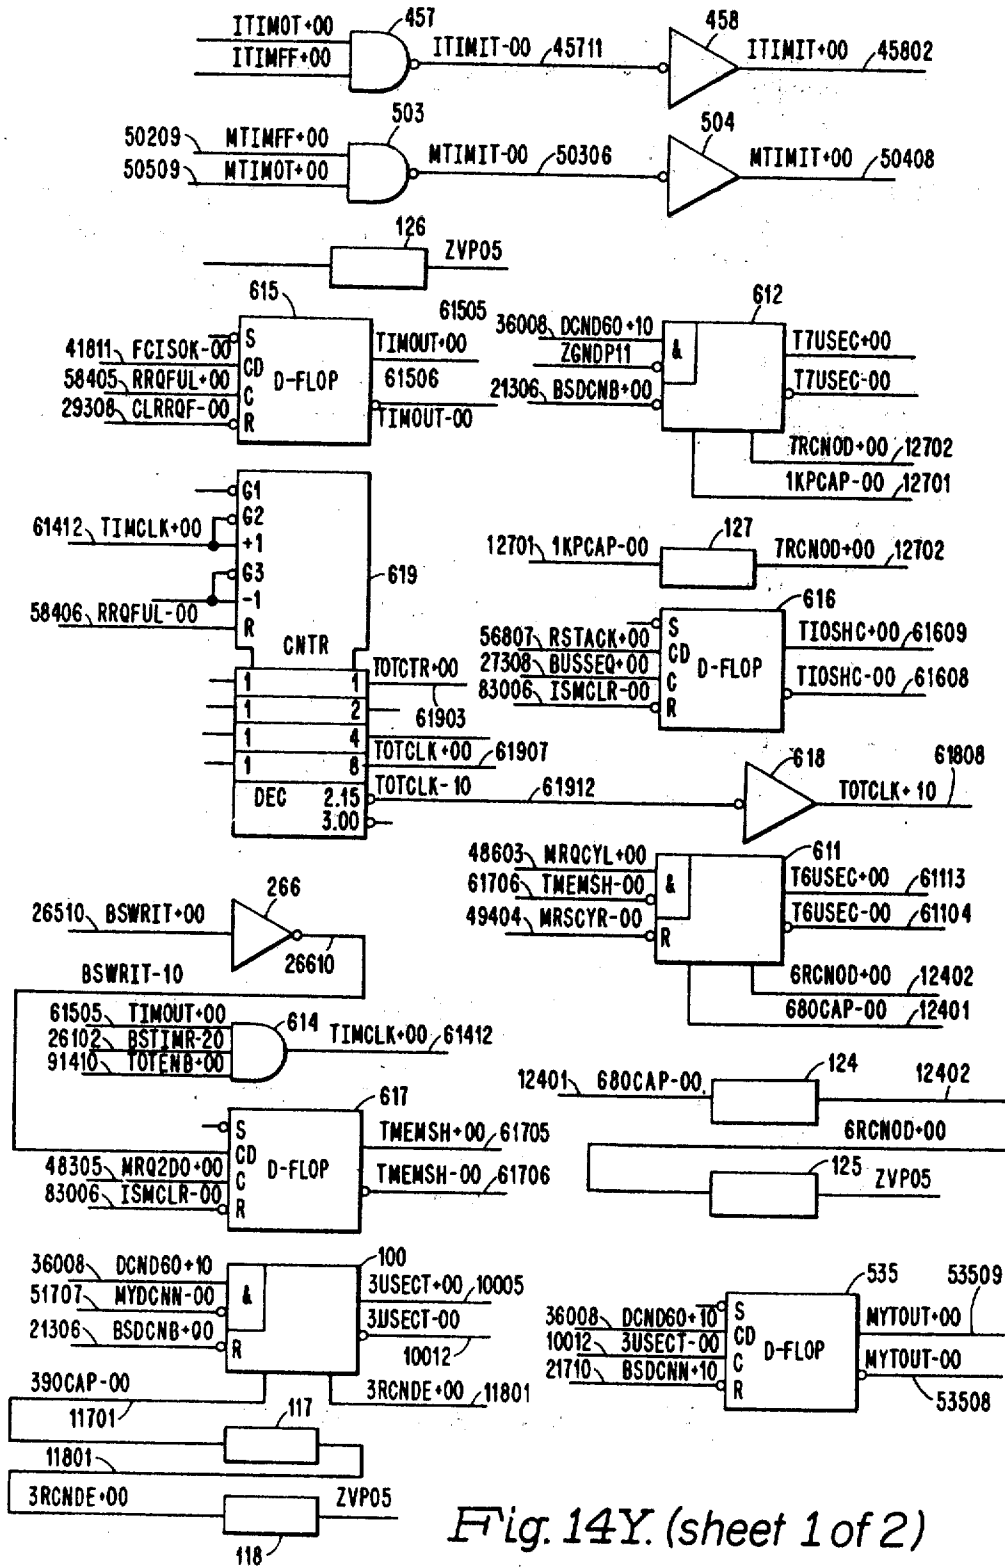 457
458
ITIMOT+00
ITIMFF+00
ITIMIT-00
45711
ITIMIT+00
45802
503
504
50209
MTIMFF+00
50509
MTIMOT+00
MTIMIT-00
50306
MTIMIT+00
50408
126
ZVP05
615
61505
S
41811 FCISOK-00 CD
58405 RRQFUL+00 C
29308 CLRRQF-00 R
D-FLOP
TIMOUT+00
61506
TIMOUT-00
612
36008 DCND60+10
ZGNDP11
21306 BSDCNB+00
&
T7USEC+00
T7USEC-00
7RCNOD+00 12702
1KPCAP-00 12701
G1
G2
61412 TIMCLK+00 +1
G3
-1
58406 RRQFUL-00 R
CNTR
619
1 1 TOTCTR+00
61903
1 2
1 4
TOTCLK+00
1 8 61907
DEC 2.15 TOTCLK-10 61912
3.00
12701 1KPCAP-00 127 7RCNOD+00 12702
616
S
56807 RSTACK+00 CD
27308 BUSSEQ+00 C
83006 ISMCLR-00 R
D-FLOP
TIOSHC+00 61609
TIOSHC-00 61608
618
61808
TOTCLK+10
611
48603 MRQCYL+00
61706 TMEMSH-00
49404 MRSCYR-00 R
&
T6USEC+00 61113
T6USEC-00 61104
6RCNOD+00 12402
680CAP-00 12401
266
26510 BSWRIT+00
26610
BSWRIT-10
61505 TIMOUT+00
26102 BSTIMR-20
91410 TOTENB+00
614
TIMCLK+00 61412
12401 680CAP-00 124 12402
6RCNOD+00
125
ZVP05
617
S
CD
48305 MRQ2DO+00 C
83006 ISMCLR-00 R
D-FLOP
TMEMSH+00 61705
TMEMSH-00 61706
100
36008 DCND60+10
51707 MYDCNN-00
21306 BSDCNB+00 R
&
3USECT+00 10005
3USECT-00
10012
3RCNDE+00 11801
390CAP-00
11701
117
11801
3RCNDE+00
118
ZVP05
535
S
36008 DCND60+10 CD
10012 3USECT-00 C
21710 BSDCNN+10 R
D-FLOP
53509
MYTOUT+00
MYTOUT-00
53508
Fig. 14Y. (sheet 1 of 2)